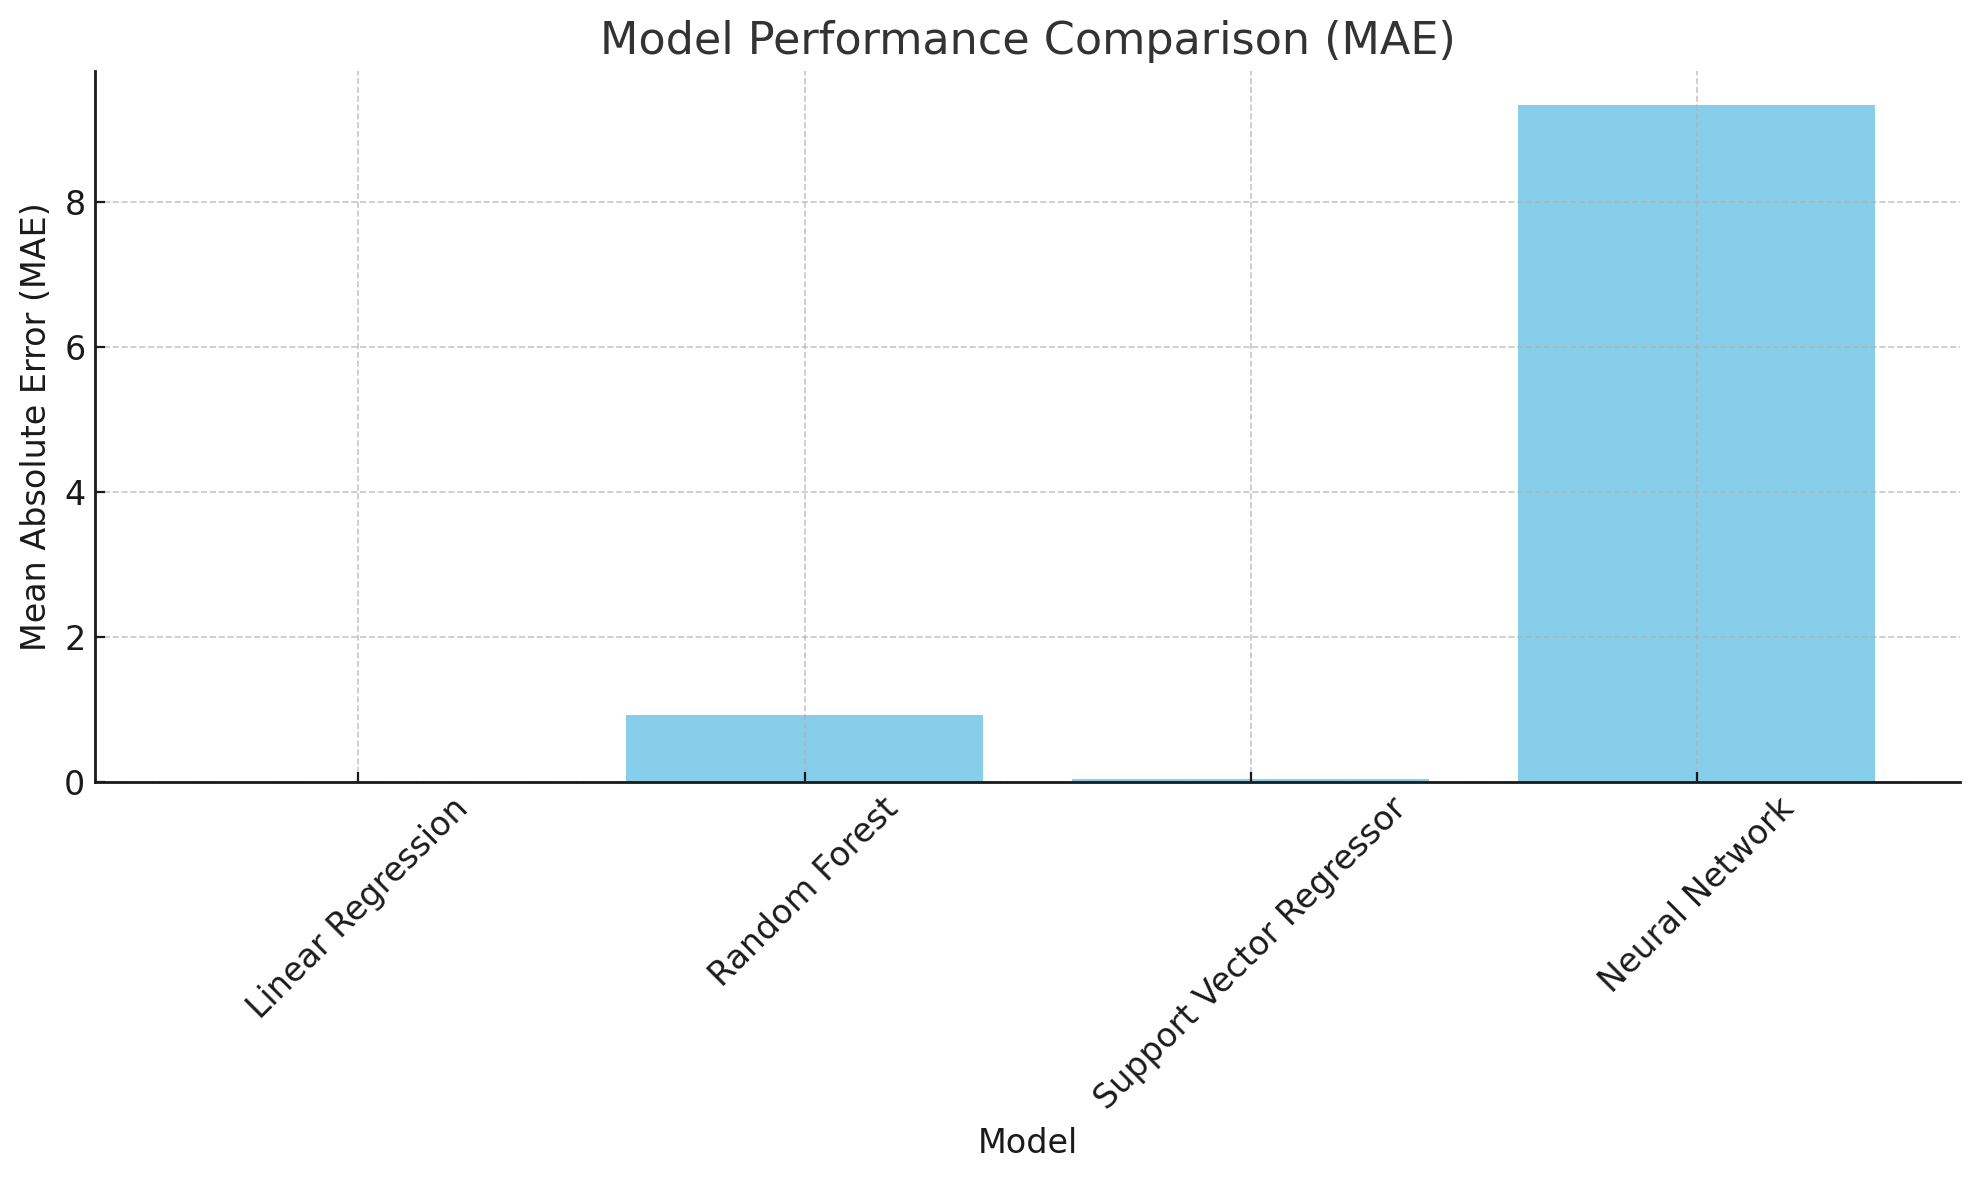 Model Performance Comparison (MAE)
Mean Absolute Error (MAE)
8
6
4
2
0
Linear Regression
Random Forest
Support Vector Regressor
Neural Network
Model